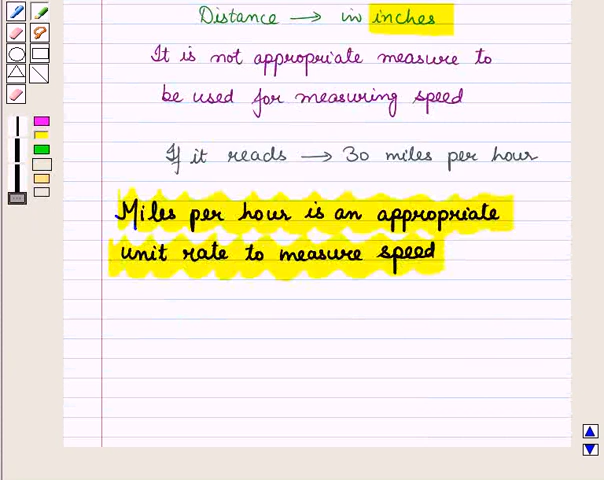 Distance → in inches
It is not appropriate measure to
be used for measuring speed
If it reads → 30 miles per hour
Miles per hour is an appropriate
unit rate to measure speed